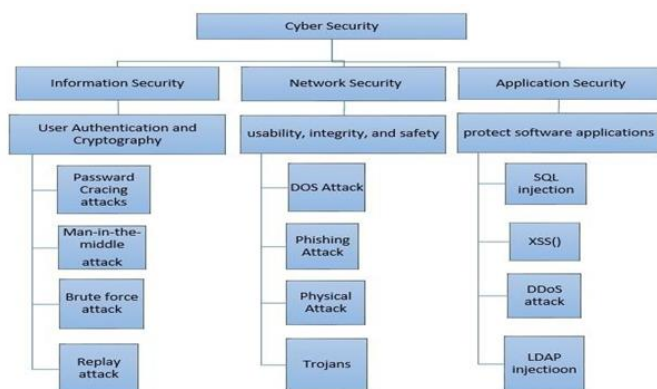 Cyber Security
Information Security
Network Security
Application Security
User Authentication and
Cryptography
usability, integrity, and safety
protect software applications
Passward
Cracing
attacks
Man-in-the-
middle
attack
Brute force
attack
Replay
attack
DOS Attack
Phishing
Attack
Physical
Attack
Trojans
SQL
injection
XSS()
DDoS
attack
LDAP
injectioon